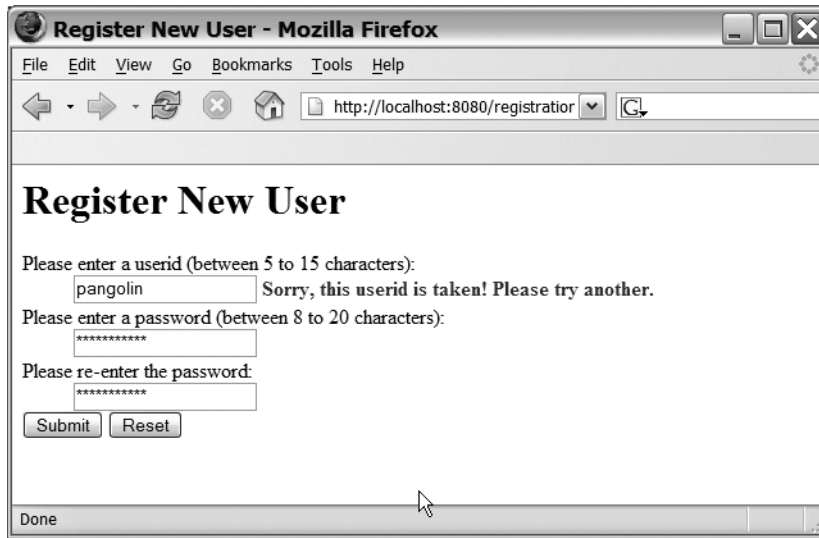 Register New User - Mozilla Firefox
File Edit View Go Bookmarks Tools Help
http://localhost:8080/registration G
Register New User
Please enter a userid (between 5 to 15 characters):
pangolin Sorry, this userid is taken! Please try another.
Please enter a password (between 8 to 20 characters):
***********
Please re-enter the password:
***********
Submit Reset
Done